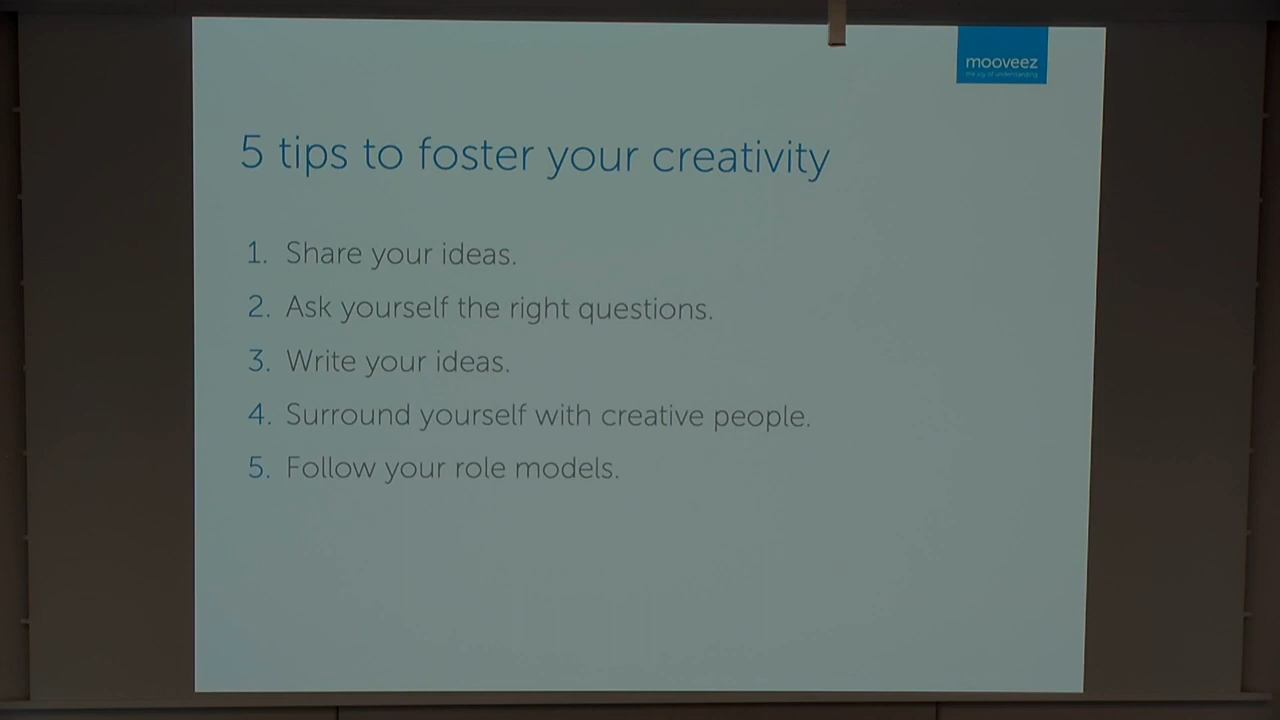 mooveez
the joy of understanding
5 tips to foster your creativity
1. Share your ideas.
2. Ask yourself the right questions.
3. Write your ideas.
4. Surround yourself with creative people.
5. Follow your role models.